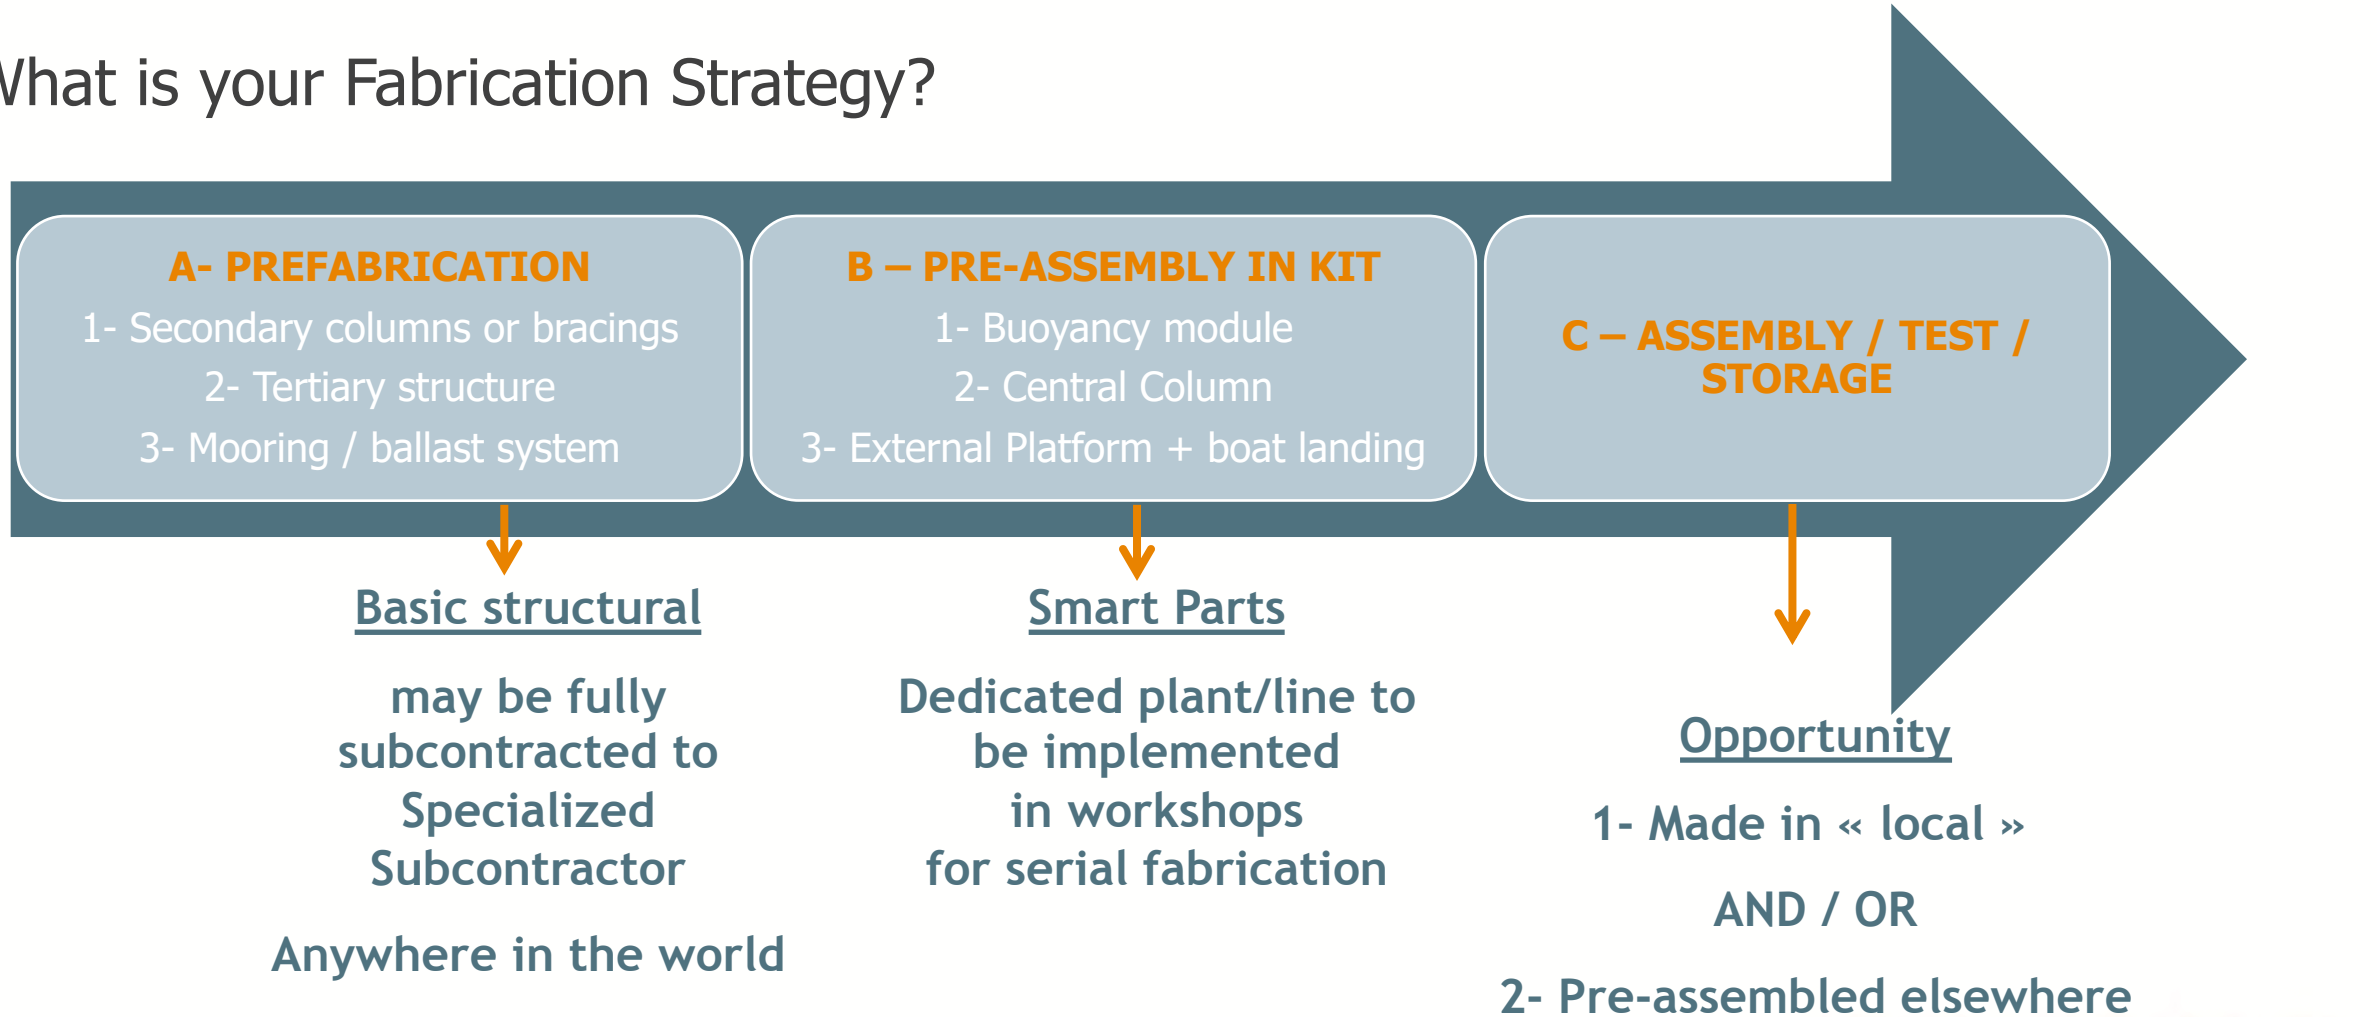 What is your Fabrication Strategy?
A- PREFABRICATION
1- Secondary columns or bracings
2- Tertiary structure
3- Mooring / ballast system
B – PRE-ASSEMBLY IN KIT
1- Buoyancy module
2- Central Column
3- External Platform + boat landing
C – ASSEMBLY / TEST /
STORAGE
Basic structural
may be fully
subcontracted to
Specialized
Subcontractor
Anywhere in the world
Smart Parts
Dedicated plant/line to
be implemented
in workshops
for serial fabrication
Opportunity
1- Made in « local »
AND / OR
2- Pre-assembled elsewhere